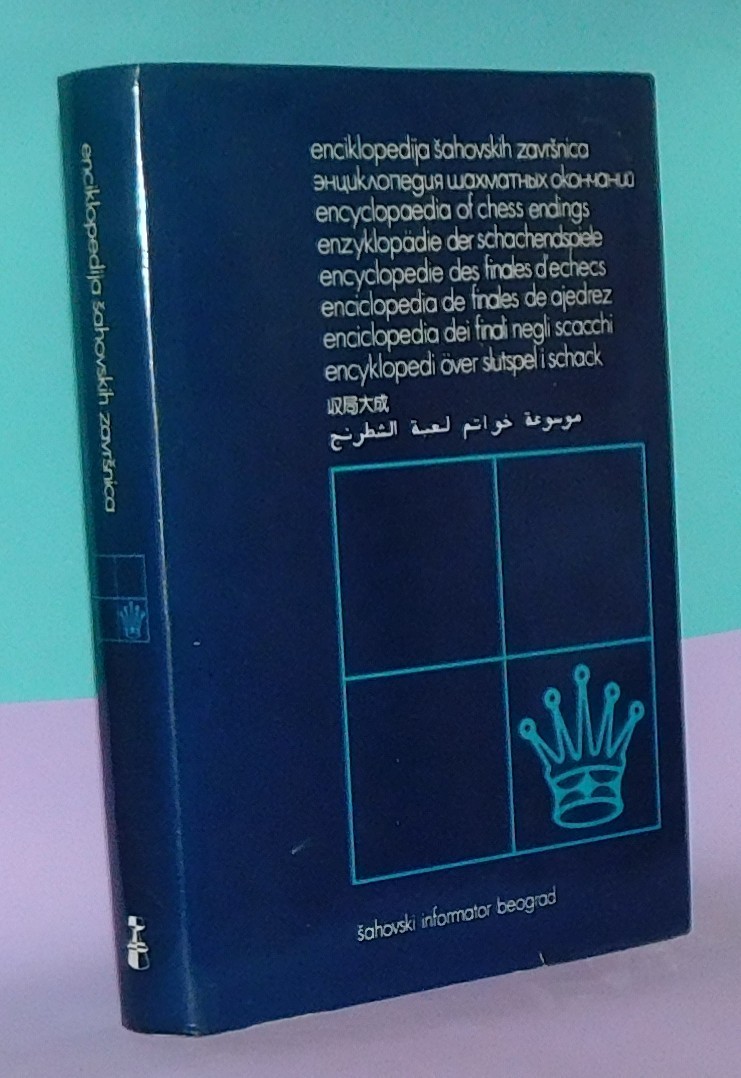 enciklopedija šahovskih završnica
enciklopedija šahovskih završnica
энциклопедия шахматных окончаний
encyclopaedia of chess endings
enzyklopädie der schachendspiele
encyclopedie des finales d'echecs
enciclopedia de finales de ajedrez
enciclopedia dei finali negli scacchi
encyklopedi över slutspel i schack
収局大成
موسوعة خواتم لعبة الشطرنج
šahovski informator beograd